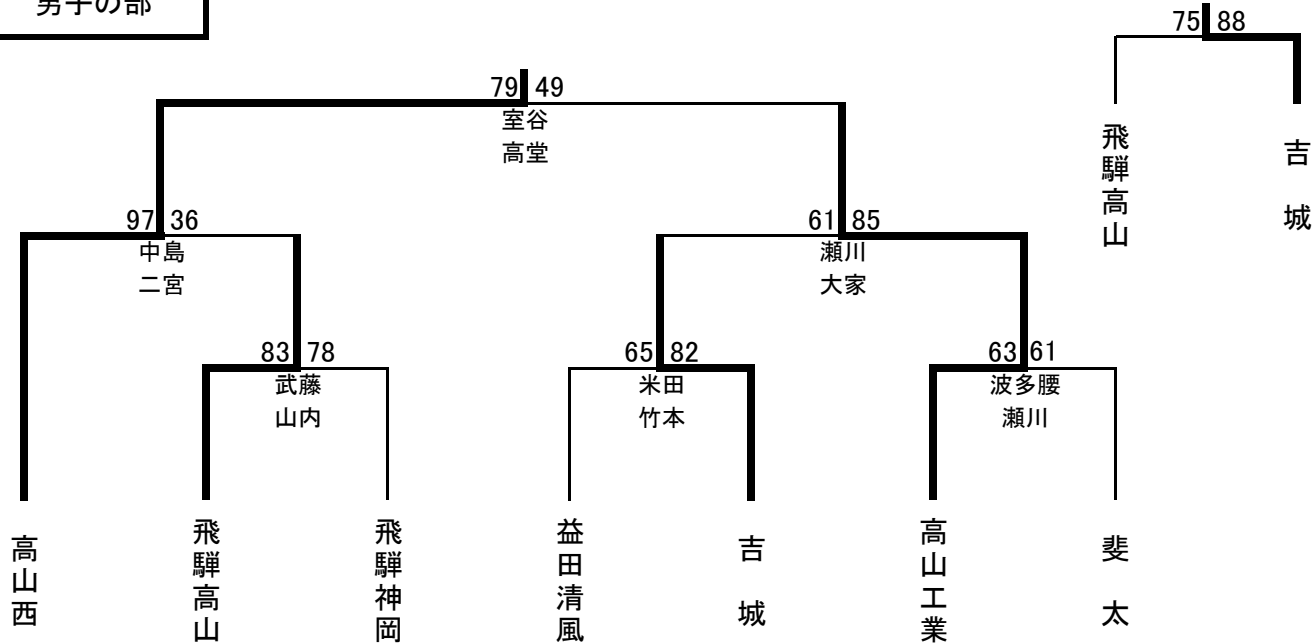 男子の部
75 88
79 49
室谷
高堂
飛騨高山
吉城
97 36
中島
二宮
61 85
瀬川
大家
83 78
武藤
山内
65 82
米田
竹本
63 61
波多腰
瀬川
高山西
飛騨高山
飛騨神岡
益田清風
吉城
高山工業
斐太